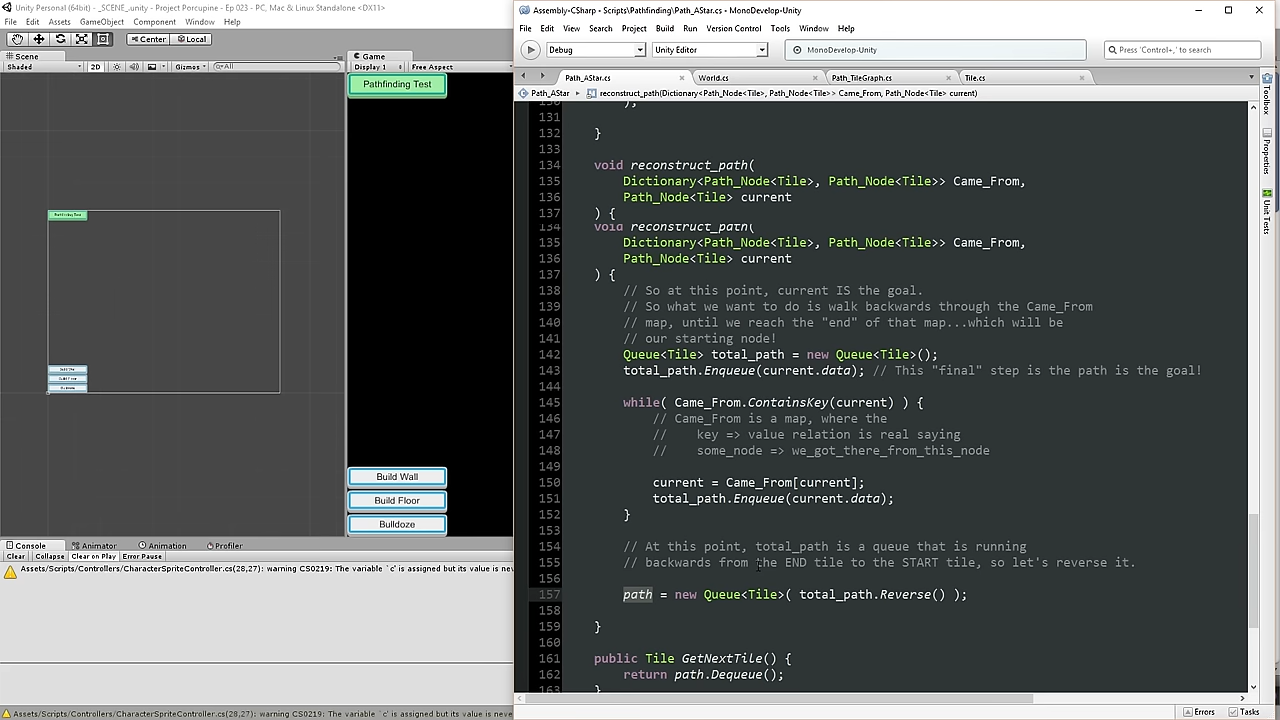 Unity Personal (64bit) - _SCENE_.unity - Project Porcupine - Ep 023 - PC, Mac & Linux Standalone <DX11>
File Edit Assets GameObject Component Window Help
Center Local
Scene
Shaded 2D Gizmos All
Game
Display 1 Free Aspect
Pathfinding Test
Pathfinding Test
Build Wall
Build Floor
Bulldoze
Console Animator Animation Profiler
Clear Collapse Clear on Play Error Pause
Assets/Scripts/Controllers/CharacterSpriteController.cs(28,27): warning CS0219: The variable `c' is assigned but its value is nev
Assets/Scripts/Controllers/CharacterSpriteController.cs(28,27): warning CS0219: The variable `c' is assigned but its value is neve
Assembly-CSharp - Scripts\Pathfinding\Path_AStar.cs - MonoDevelop-Unity
File Edit View Search Project Build Run Version Control Tools Window Help
Debug Unity Editor MonoDevelop-Unity Press 'Control+,' to search
Path_AStar.cs World.cs Path_TileGraph.cs Tile.cs
Path_AStar reconstruct_path(Dictionary<Path_Node<Tile>, Path_Node<Tile>> Came_From, Path_Node<Tile> current)
130 );
131
132 }
133
134 void reconstruct_path(
135 Dictionary<Path_Node<Tile>, Path_Node<Tile>> Came_From,
136 Path_Node<Tile> current
137 ) {
134 void reconstruct_path(
135 Dictionary<Path_Node<Tile>, Path_Node<Tile>> Came_From,
136 Path_Node<Tile> current
137 ) {
138 // So at this point, current IS the goal.
139 // So what we want to do is walk backwards through the Came_From
140 // map, until we reach the "end" of that map...which will be
141 // our starting node!
142 Queue<Tile> total_path = new Queue<Tile>();
143 total_path.Enqueue(current.data); // This "final" step is the path is the goal!
144
145 while( Came_From.ContainsKey(current) ) {
146 // Came_From is a map, where the
147 // key => value relation is real saying
148 // some_node => we_got_there_from_this_node
149
150 current = Came_From[current];
151 total_path.Enqueue(current.data);
152 }
153
154 // At this point, total_path is a queue that is running
155 // backwards from the END tile to the START tile, so let's reverse it.
156
157 path = new Queue<Tile>( total_path.Reverse() );
158
159 }
160
161 public Tile GetNextTile() {
162 return path.Dequeue();
163 }
Toolbox
Properties
Unit Tests
Errors Tasks